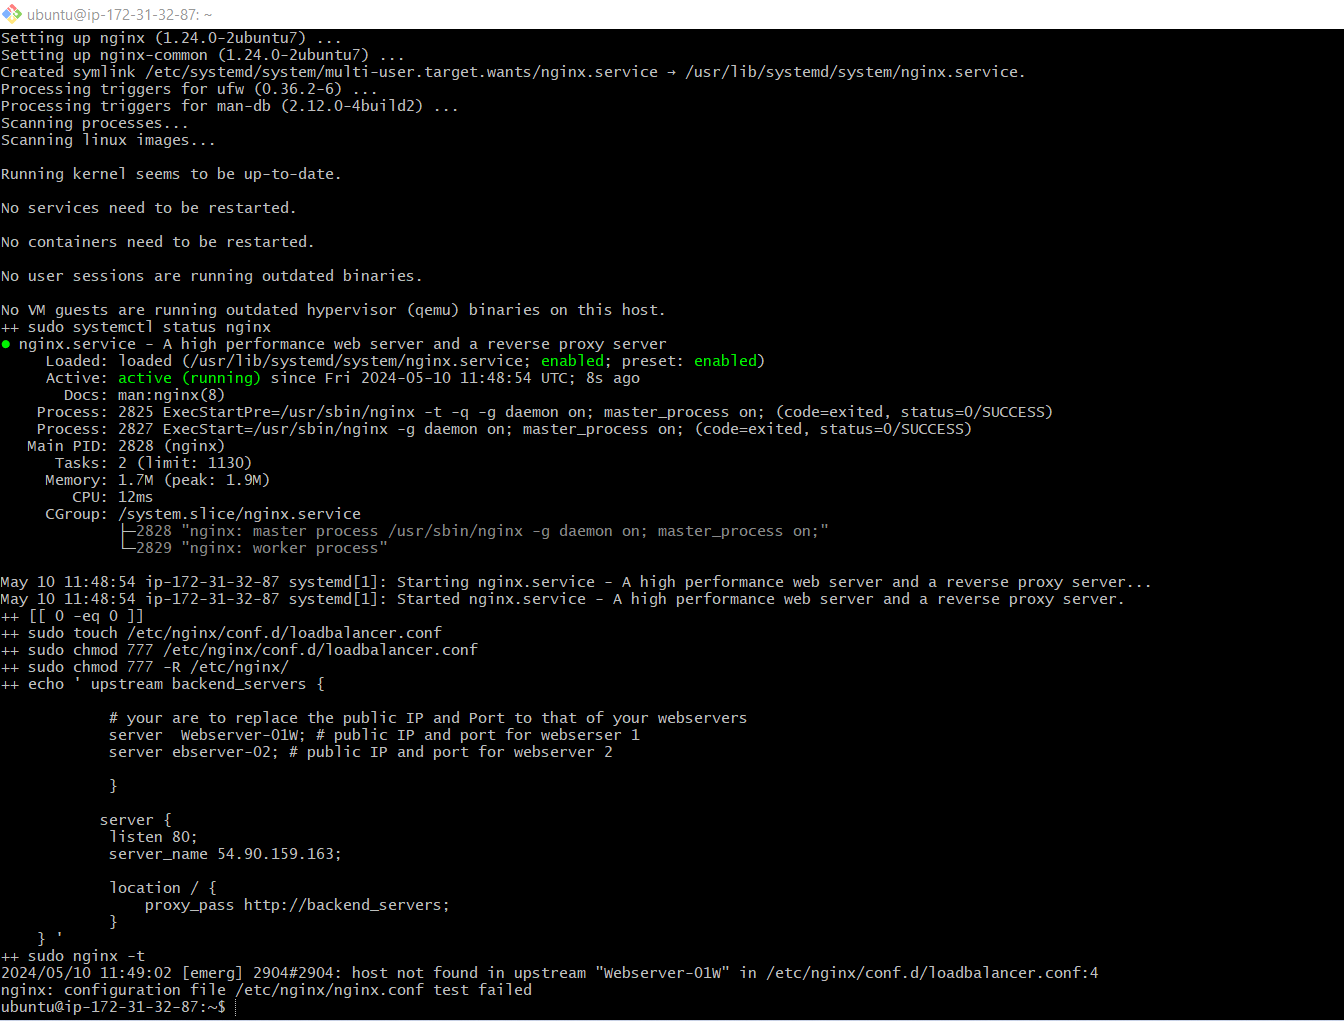 ubuntu@ip-172-31-32-87: ~
Setting up nginx (1.24.0-2ubuntu7) ...
Setting up nginx-common (1.24.0-2ubuntu7) ...
Created symlink /etc/systemd/system/multi-user.target.wants/nginx.service → /usr/lib/systemd/system/nginx.service.
Processing triggers for ufw (0.36.2-6) ...
Processing triggers for man-db (2.12.0-4build2) ...
Scanning processes...
Scanning linux images...
Running kernel seems to be up-to-date.
No services need to be restarted.
No containers need to be restarted.
No user sessions are running outdated binaries.
No VM guests are running outdated hypervisor (qemu) binaries on this host.
++ sudo systemctl status nginx
● nginx.service - A high performance web server and a reverse proxy server
Loaded: loaded (/usr/lib/systemd/system/nginx.service; enabled; preset: enabled)
Active: active (running) since Fri 2024-05-10 11:48:54 UTC; 8s ago
Docs: man:nginx(8)
Process: 2825 ExecStartPre=/usr/sbin/nginx -t -q -g daemon on; master_process on; (code=exited, status=0/SUCCESS)
Process: 2827 ExecStart=/usr/sbin/nginx -g daemon on; master_process on; (code=exited, status=0/SUCCESS)
Main PID: 2828 (nginx)
Tasks: 2 (limit: 1130)
Memory: 1.7M (peak: 1.9M)
CPU: 12ms
CGroup: /system.slice/nginx.service
├─2828 "nginx: master process /usr/sbin/nginx -g daemon on; master_process on;"
└─2829 "nginx: worker process"
May 10 11:48:54 ip-172-31-32-87 systemd[1]: Starting nginx.service - A high performance web server and a reverse proxy server...
May 10 11:48:54 ip-172-31-32-87 systemd[1]: Started nginx.service - A high performance web server and a reverse proxy server.
++ [[ 0 -eq 0 ]]
++ sudo touch /etc/nginx/conf.d/loadbalancer.conf
++ sudo chmod 777 /etc/nginx/conf.d/loadbalancer.conf
++ sudo chmod 777 -R /etc/nginx/
++ echo ' upstream backend_servers {
# your are to replace the public IP and Port to that of your webservers
server  Webserver-01W; # public IP and port for webserser 1
server ebserver-02; # public IP and port for webserver 2
}
server {
listen 80;
server_name 54.90.159.163;
location / {
proxy_pass http://backend_servers;
}
} '
++ sudo nginx -t
2024/05/10 11:49:02 [emerg] 2904#2904: host not found in upstream "Webserver-01W" in /etc/nginx/conf.d/loadbalancer.conf:4
nginx: configuration file /etc/nginx/nginx.conf test failed
ubuntu@ip-172-31-32-87:~$